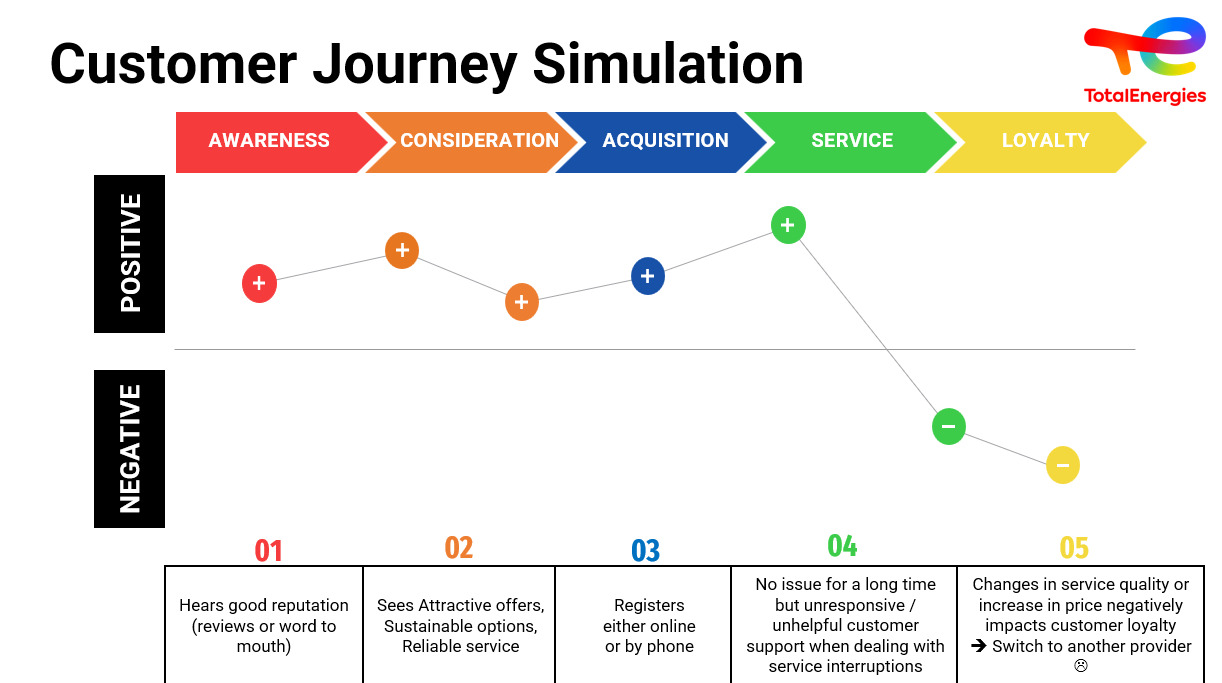 Customer Journey Simulation
TotalEnergies
AWARENESS
CONSIDERATION
ACQUISITION
SERVICE
LOYALTY
POSITIVE
NEGATIVE
01
02
03
04
05
Hears good reputation
(reviews or word to
mouth)
Sees Attractive offers,
Sustainable options,
Reliable service
Registers
either online
or by phone
No issue for a long time
but unresponsive /
unhelpful customer
support when dealing with
service interruptions
Changes in service quality or
increase in price negatively
impacts customer loyalty
➔ Switch to another provider
☹